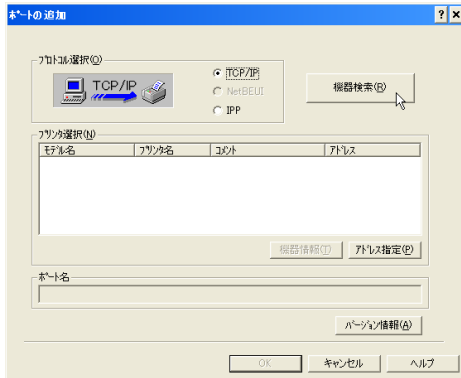 ﾎﾟｰﾄの追加
ﾌﾟﾛﾄｺﾙ選択(O)
TCP/IP
TCP/IP
NetBEUI
IPP
機器検索(R)
ﾌﾟﾘﾝﾀ選択(N)
ﾓﾃﾞﾙ名 ﾌﾟﾘﾝﾀ名 ｺﾒﾝﾄ ｱﾄﾞﾚｽ
機器情報(T) ｱﾄﾞﾚｽ指定(P)
ﾎﾟｰﾄ名
ﾊﾞｰｼﾞｮﾝ情報(A)
OK ｷｬﾝｾﾙ ﾍﾙﾌﾟ